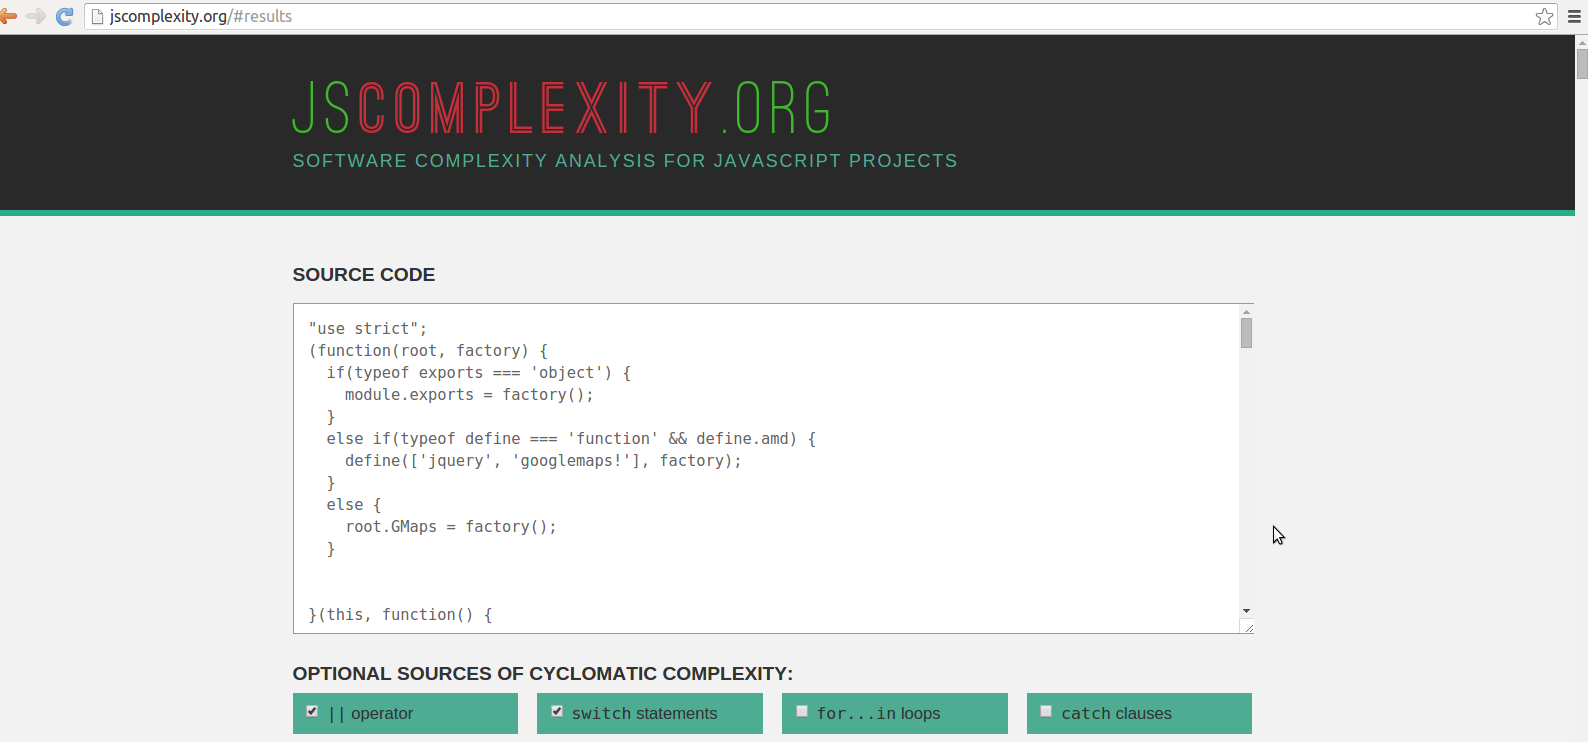 jscomplexity.org/#results
JSCOMPLEXITY.ORG
SOFTWARE COMPLEXITY ANALYSIS FOR JAVASCRIPT PROJECTS
SOURCE CODE
"use strict";
(function(root, factory) {
  if(typeof exports === 'object') {
    module.exports = factory();
  }
  else if(typeof define === 'function' && define.amd) {
    define(['jquery', 'googlemaps!'], factory);
  }
  else {
    root.GMaps = factory();
  }
}(this, function() {
OPTIONAL SOURCES OF CYCLOMATIC COMPLEXITY:
|| operator
switch statements
for...in loops
catch clauses